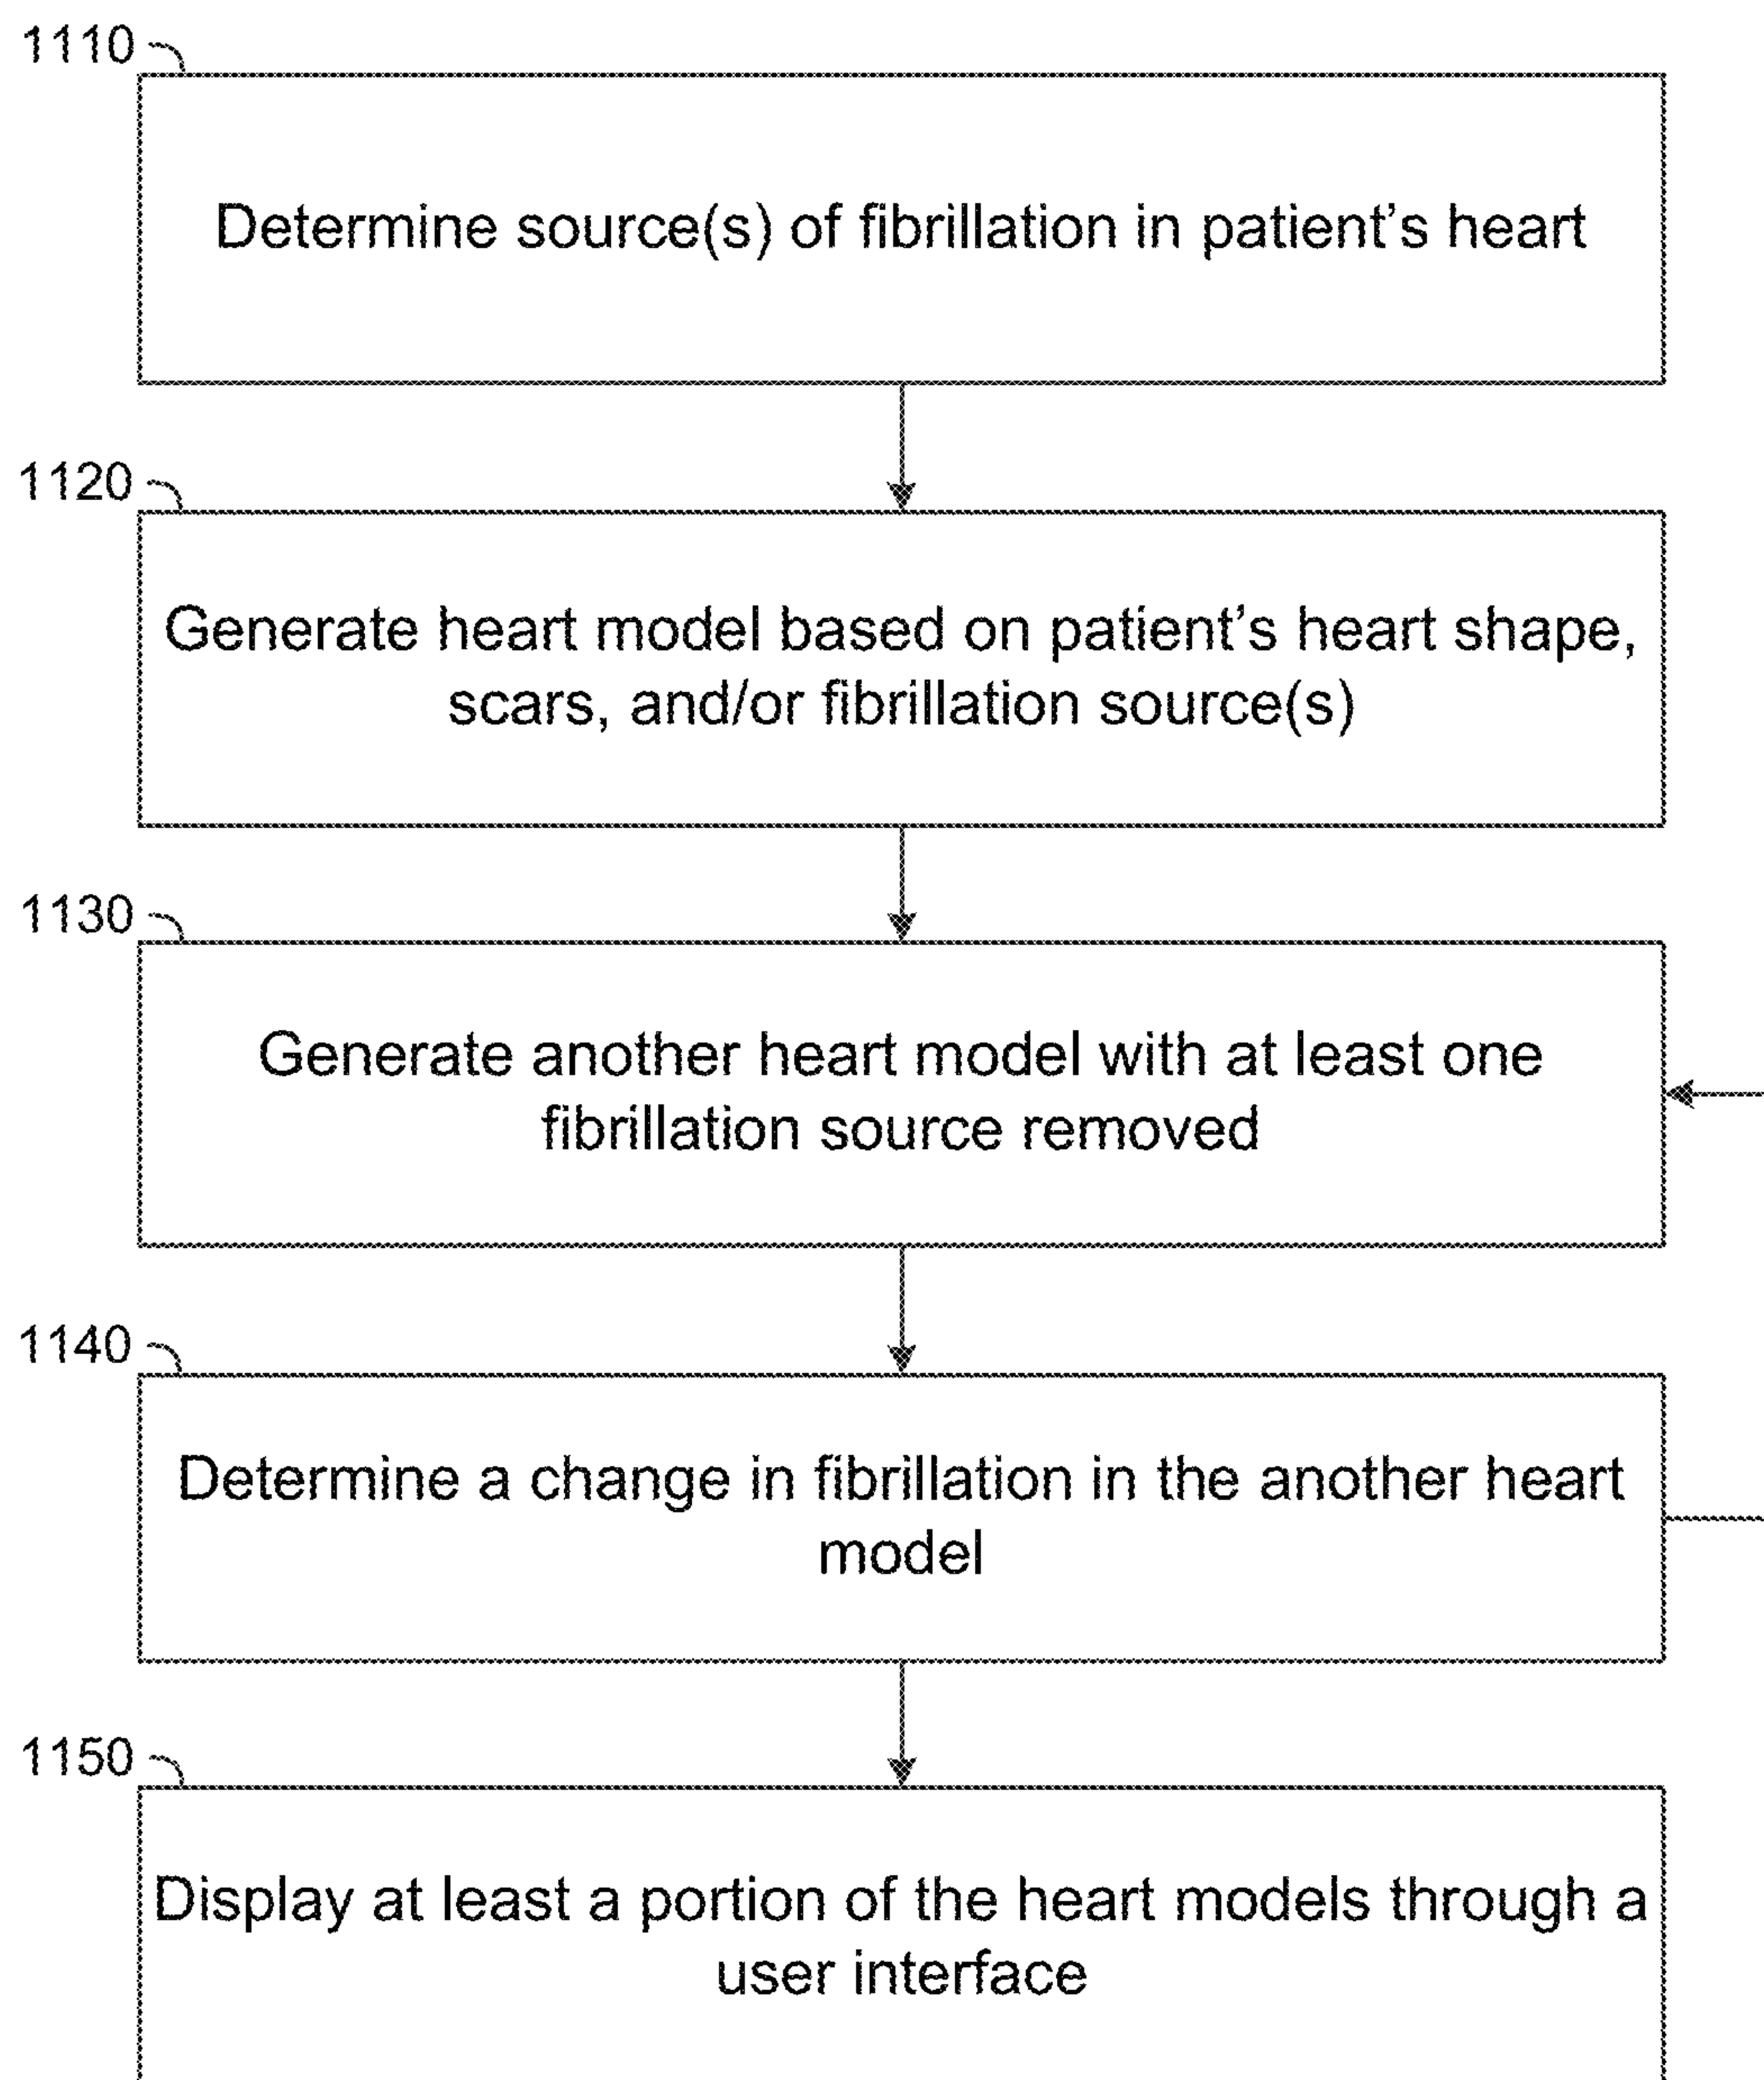 1110
Determine source(s) of fibrillation in patient's heart
1120
Generate heart model based on patient's heart shape,
scars, and/or fibrillation source(s)
1130
Generate another heart model with at least one
fibrillation source removed
1140
Determine a change in fibrillation in the another heart
model
1150
Display at least a portion of the heart models through a
user interface